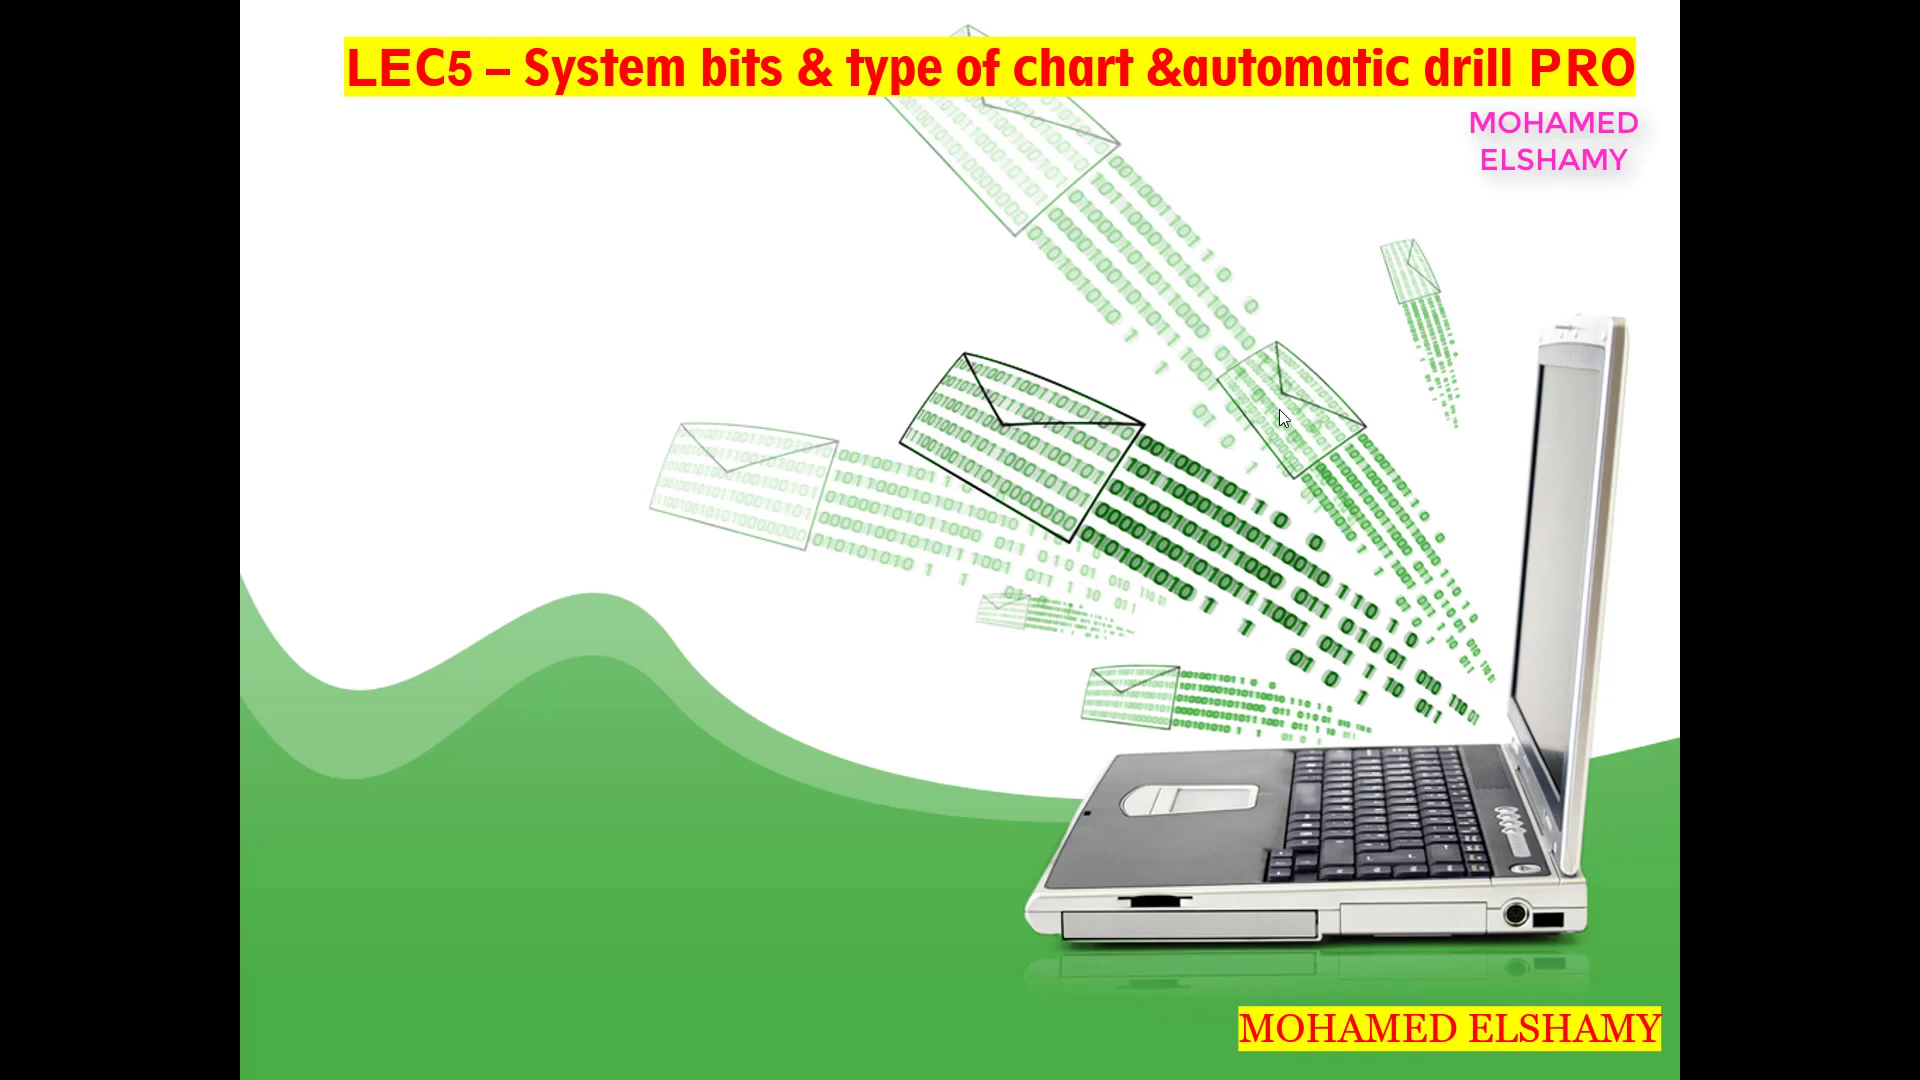 LEC5 – System bits & type of chart &automatic drill PRO
MOHAMED
ELSHAMY
MOHAMED ELSHAMY